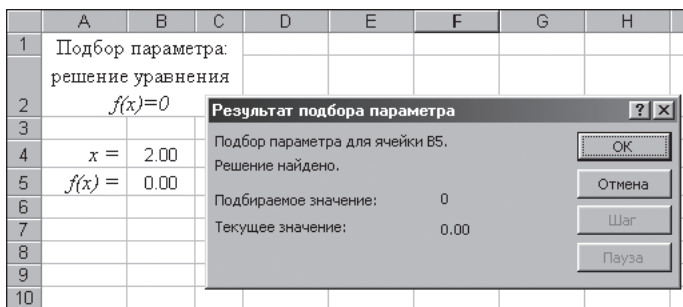 A B C D E F G H
1 Подбор параметра:
решение уравнения
2 f(x)=0
3
4 x = 2.00
5 f(x) = 0.00
6
7
8
9
10
Результат подбора параметра ? ×
Подбор параметра для ячейки B5.
Решение найдено.
Подбираемое значение: 0
Текущее значение: 0.00
ОК
Отмена
Шаг
Пауза